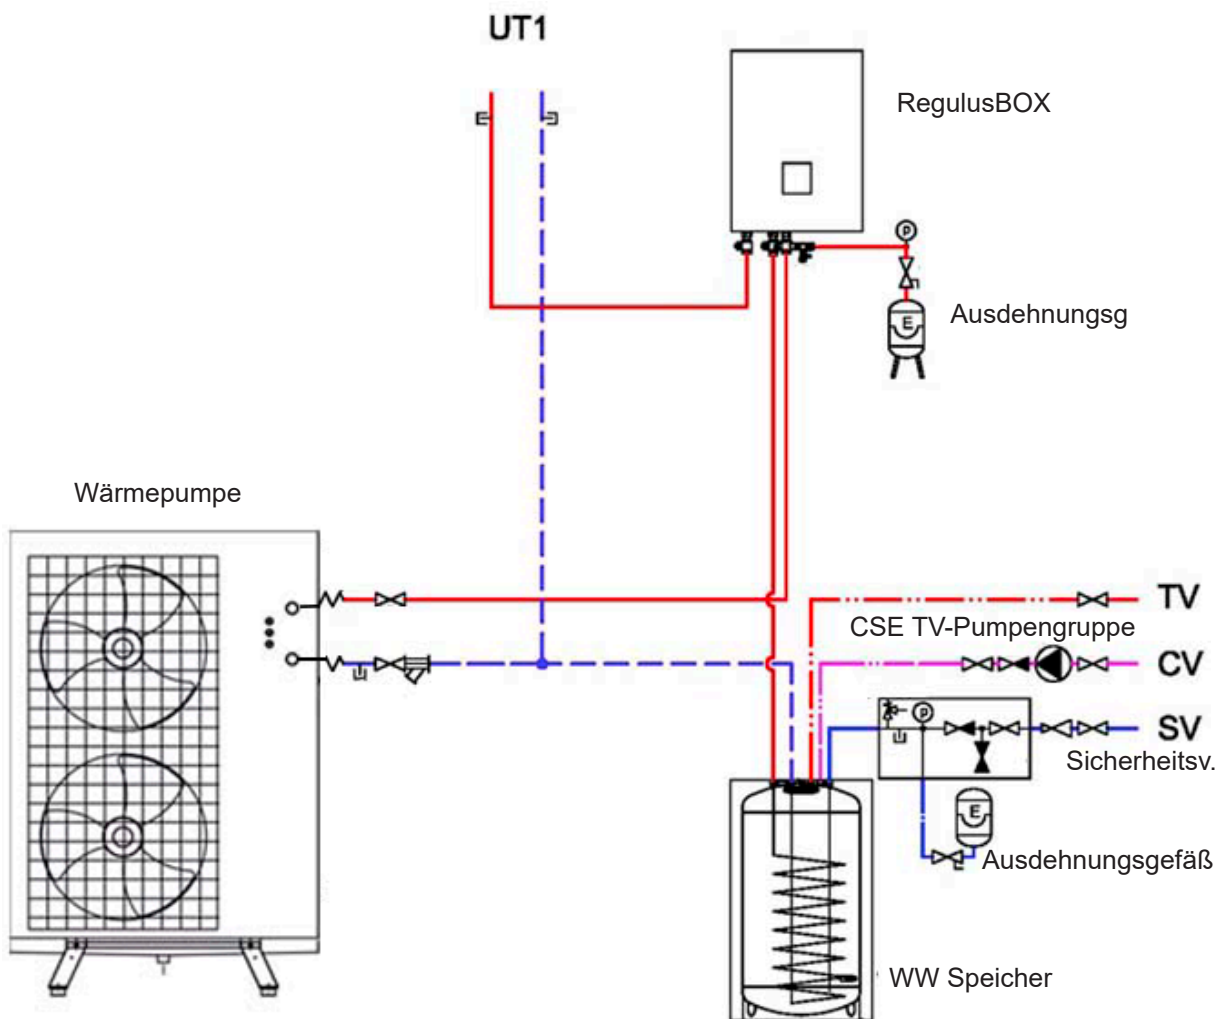 UT1
RegulusBOX
P
Ausdehnungsg
E
Wärmepumpe
TV
CSE TV-Pumpengruppe
CV
P
SV
Sicherheitsv.
E
Ausdehnungsgefäß
WW Speicher